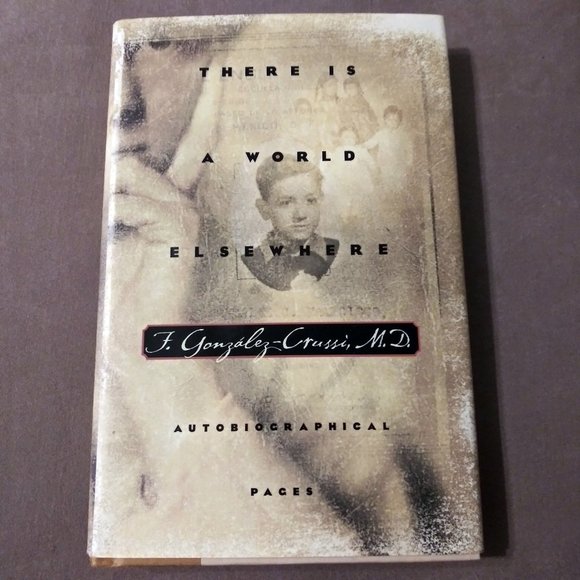 THERE IS
A WORLD
ELSEWHERE
F. González-Crussi, M.D.
AUTOBIOGRAPHICAL
PAGES